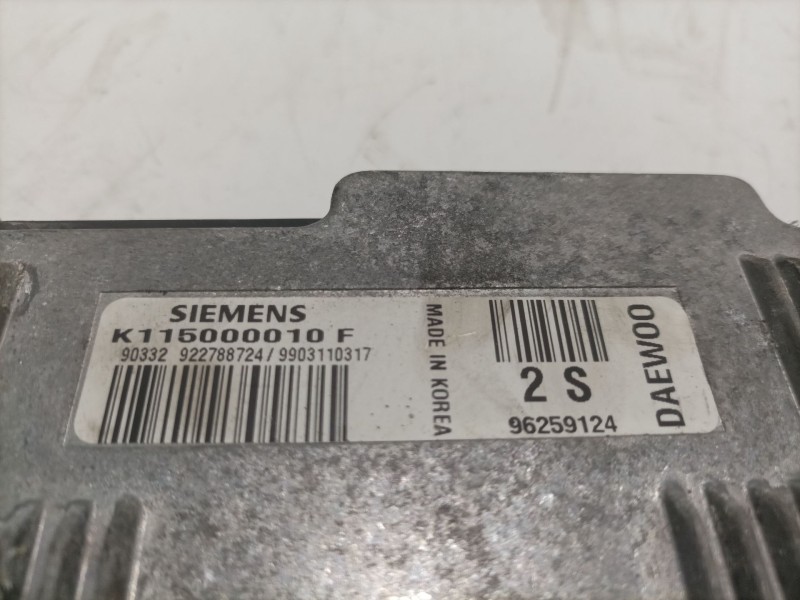 SIEMENS
K115000010 F
90332 922788724/9903110317
MADE IN KOREA
2 S
96259124
DAEWOO